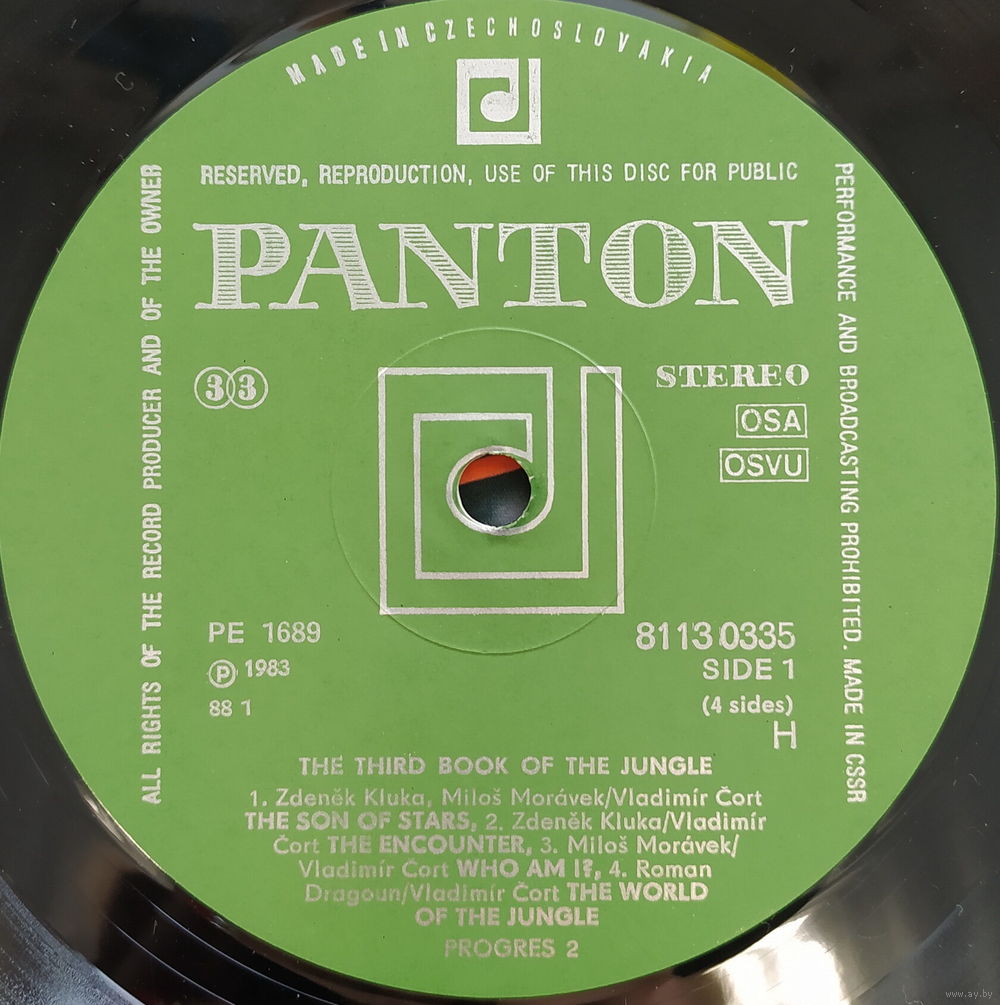 MADE IN CZECHOSLOVAKIA
RESERVED, REPRODUCTION, USE OF THIS DISC FOR PUBLIC
PERFORMANCE AND BROADCASTING PROHIBITED. MADE IN CSSR
ALL RIGHTS OF THE RECORD PRODUCER AND OF THE OWNER
PANTON
33
STEREO
OSA
OSVU
PE 1689
Ⓟ 1983
88 1
8113 0335
SIDE 1
(4 sides)
H
THE THIRD BOOK OF THE JUNGLE
1. Zdeněk Kluka, Miloš Morávek/Vladimír Čort
THE SON OF STARS, 2. Zdeněk Kluka/Vladimír
Čort THE ENCOUNTER, 3. Miloš Morávek/
Vladimír Čort WHO AM I?, 4. Roman
Dragoun/Vladimír Čort THE WORLD
OF THE JUNGLE
PROGRES 2
www.ay.by